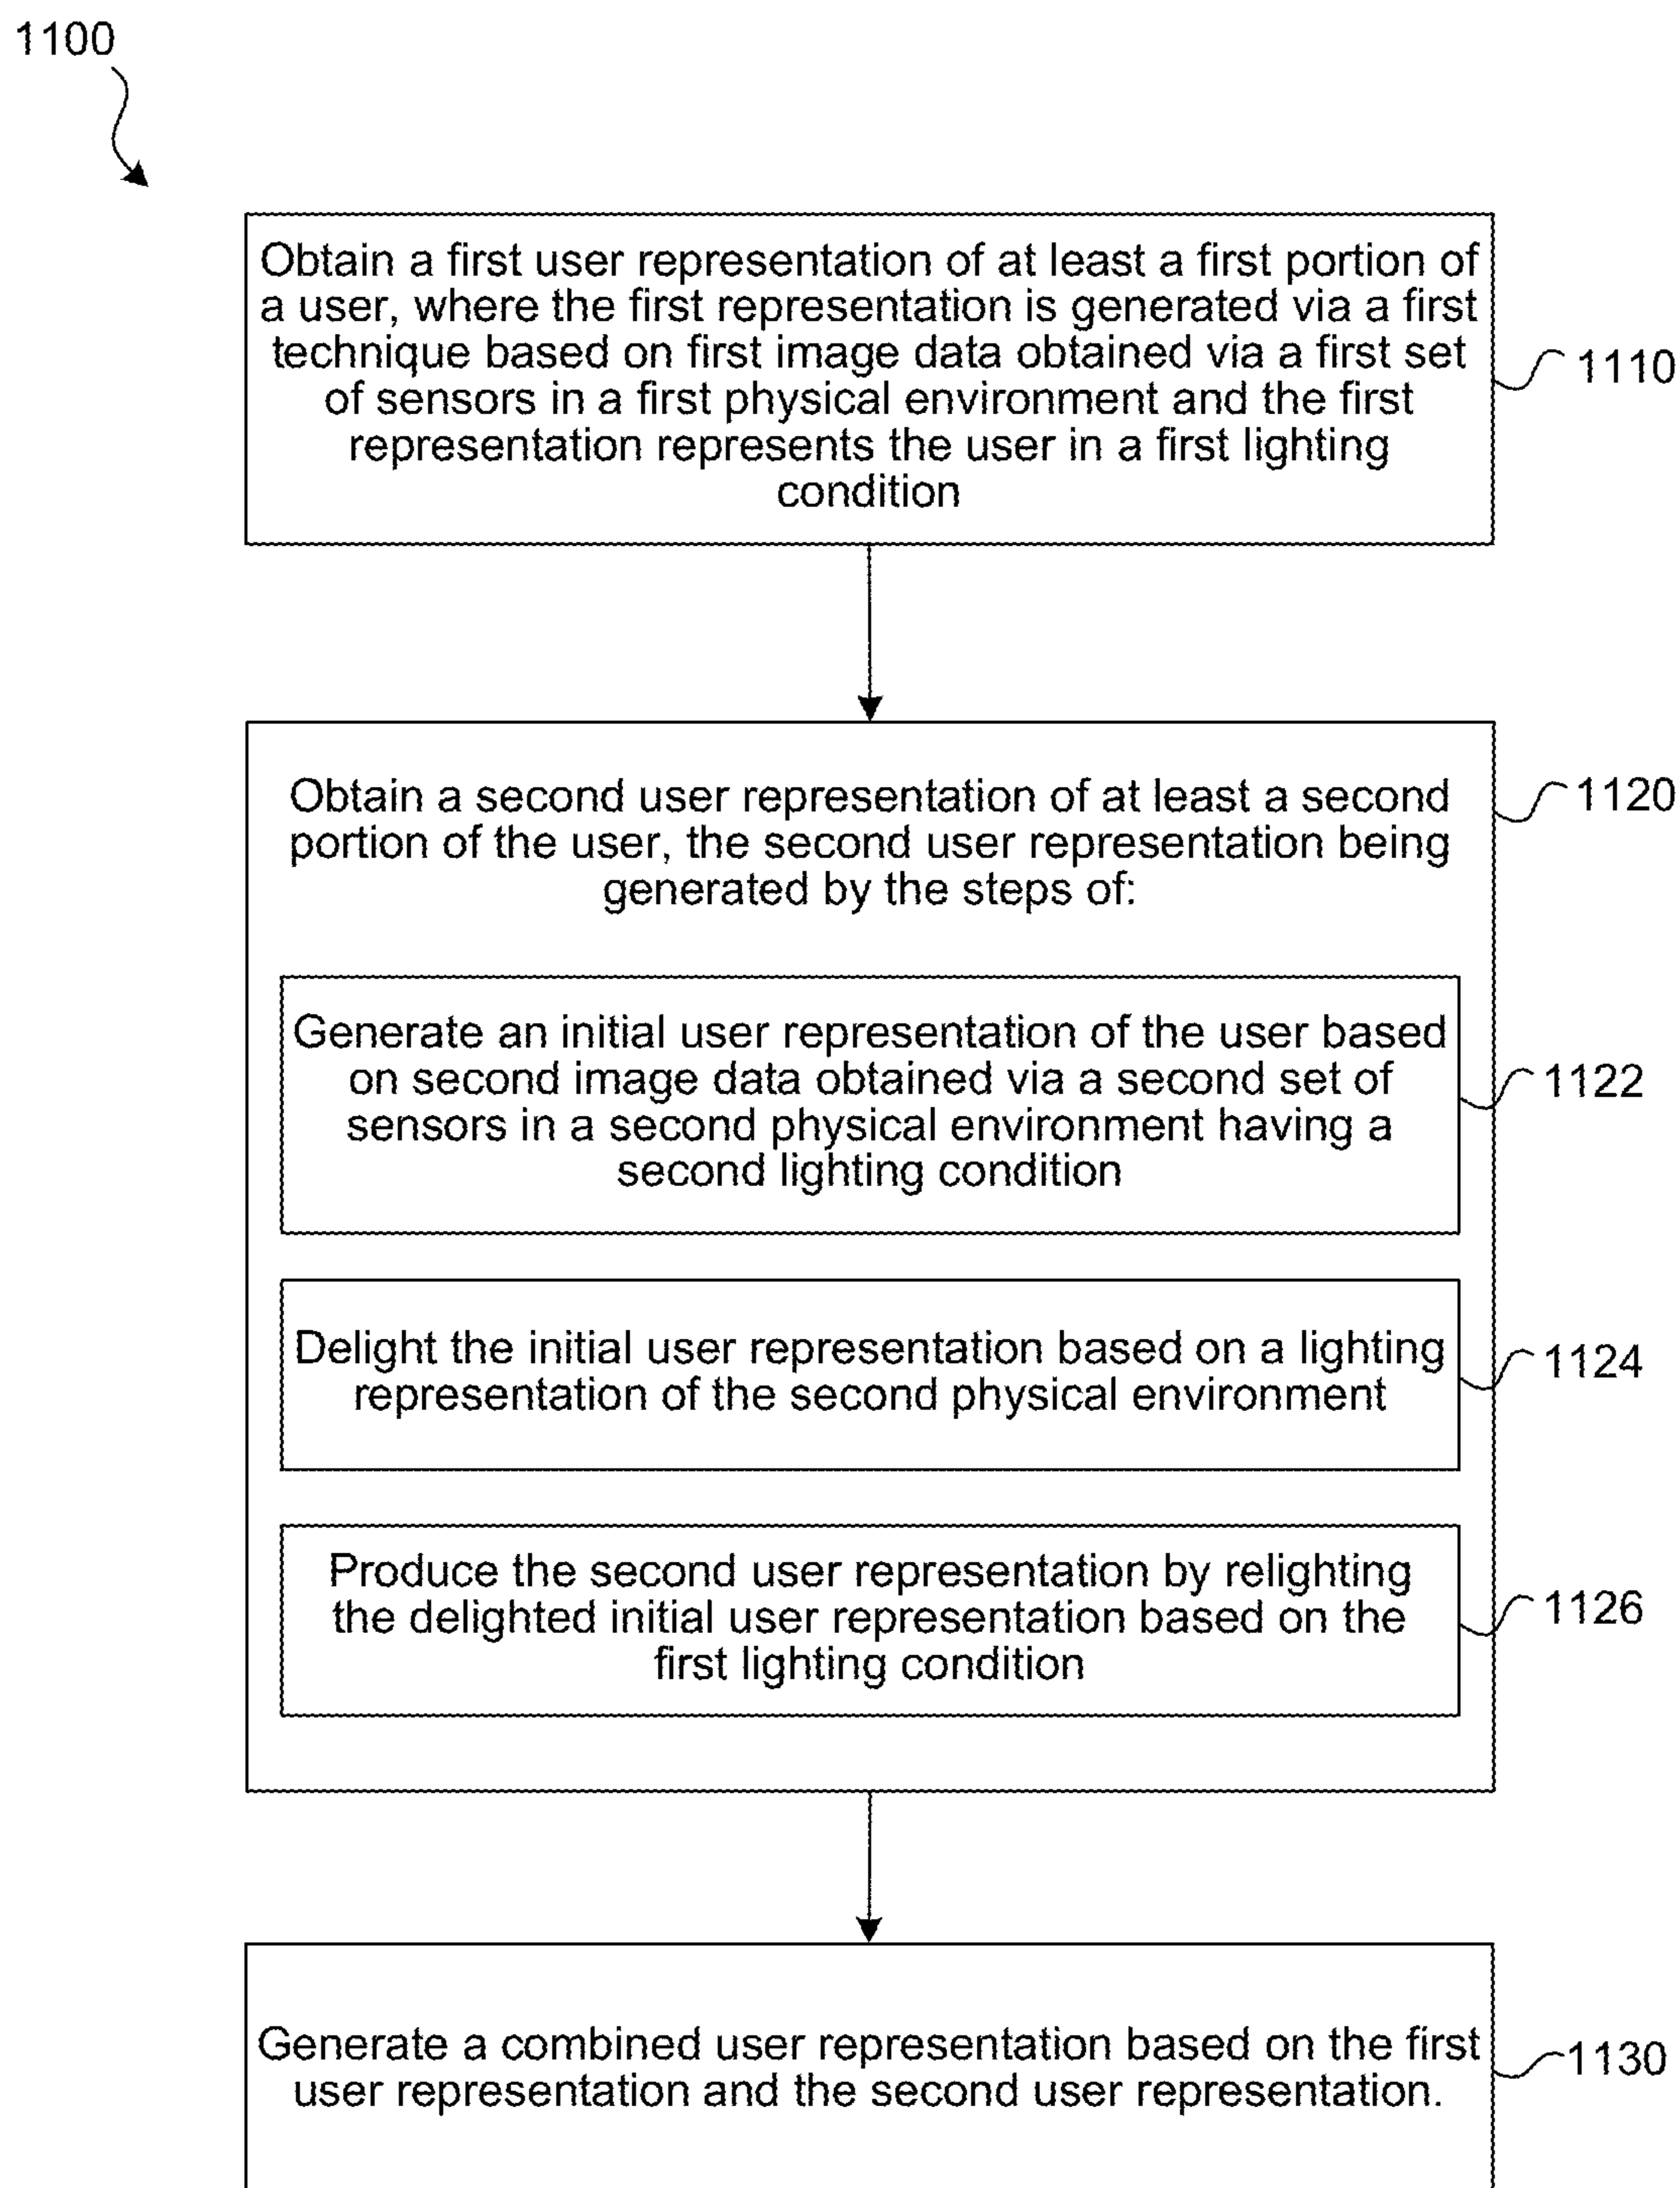 1100
Obtain a first user representation of at least a first portion of
a user, where the first representation is generated via a first
technique based on first image data obtained via a first set
of sensors in a first physical environment and the first
representation represents the user in a first lighting
condition
1110
Obtain a second user representation of at least a second
portion of the user, the second user representation being
generated by the steps of:
1120
Generate an initial user representation of the user based
on second image data obtained via a second set of
sensors in a second physical environment having a
second lighting condition
1122
Delight the initial user representation based on a lighting
representation of the second physical environment
1124
Produce the second user representation by relighting
the delighted initial user representation based on the
first lighting condition
1126
Generate a combined user representation based on the first
user representation and the second user representation.
1130